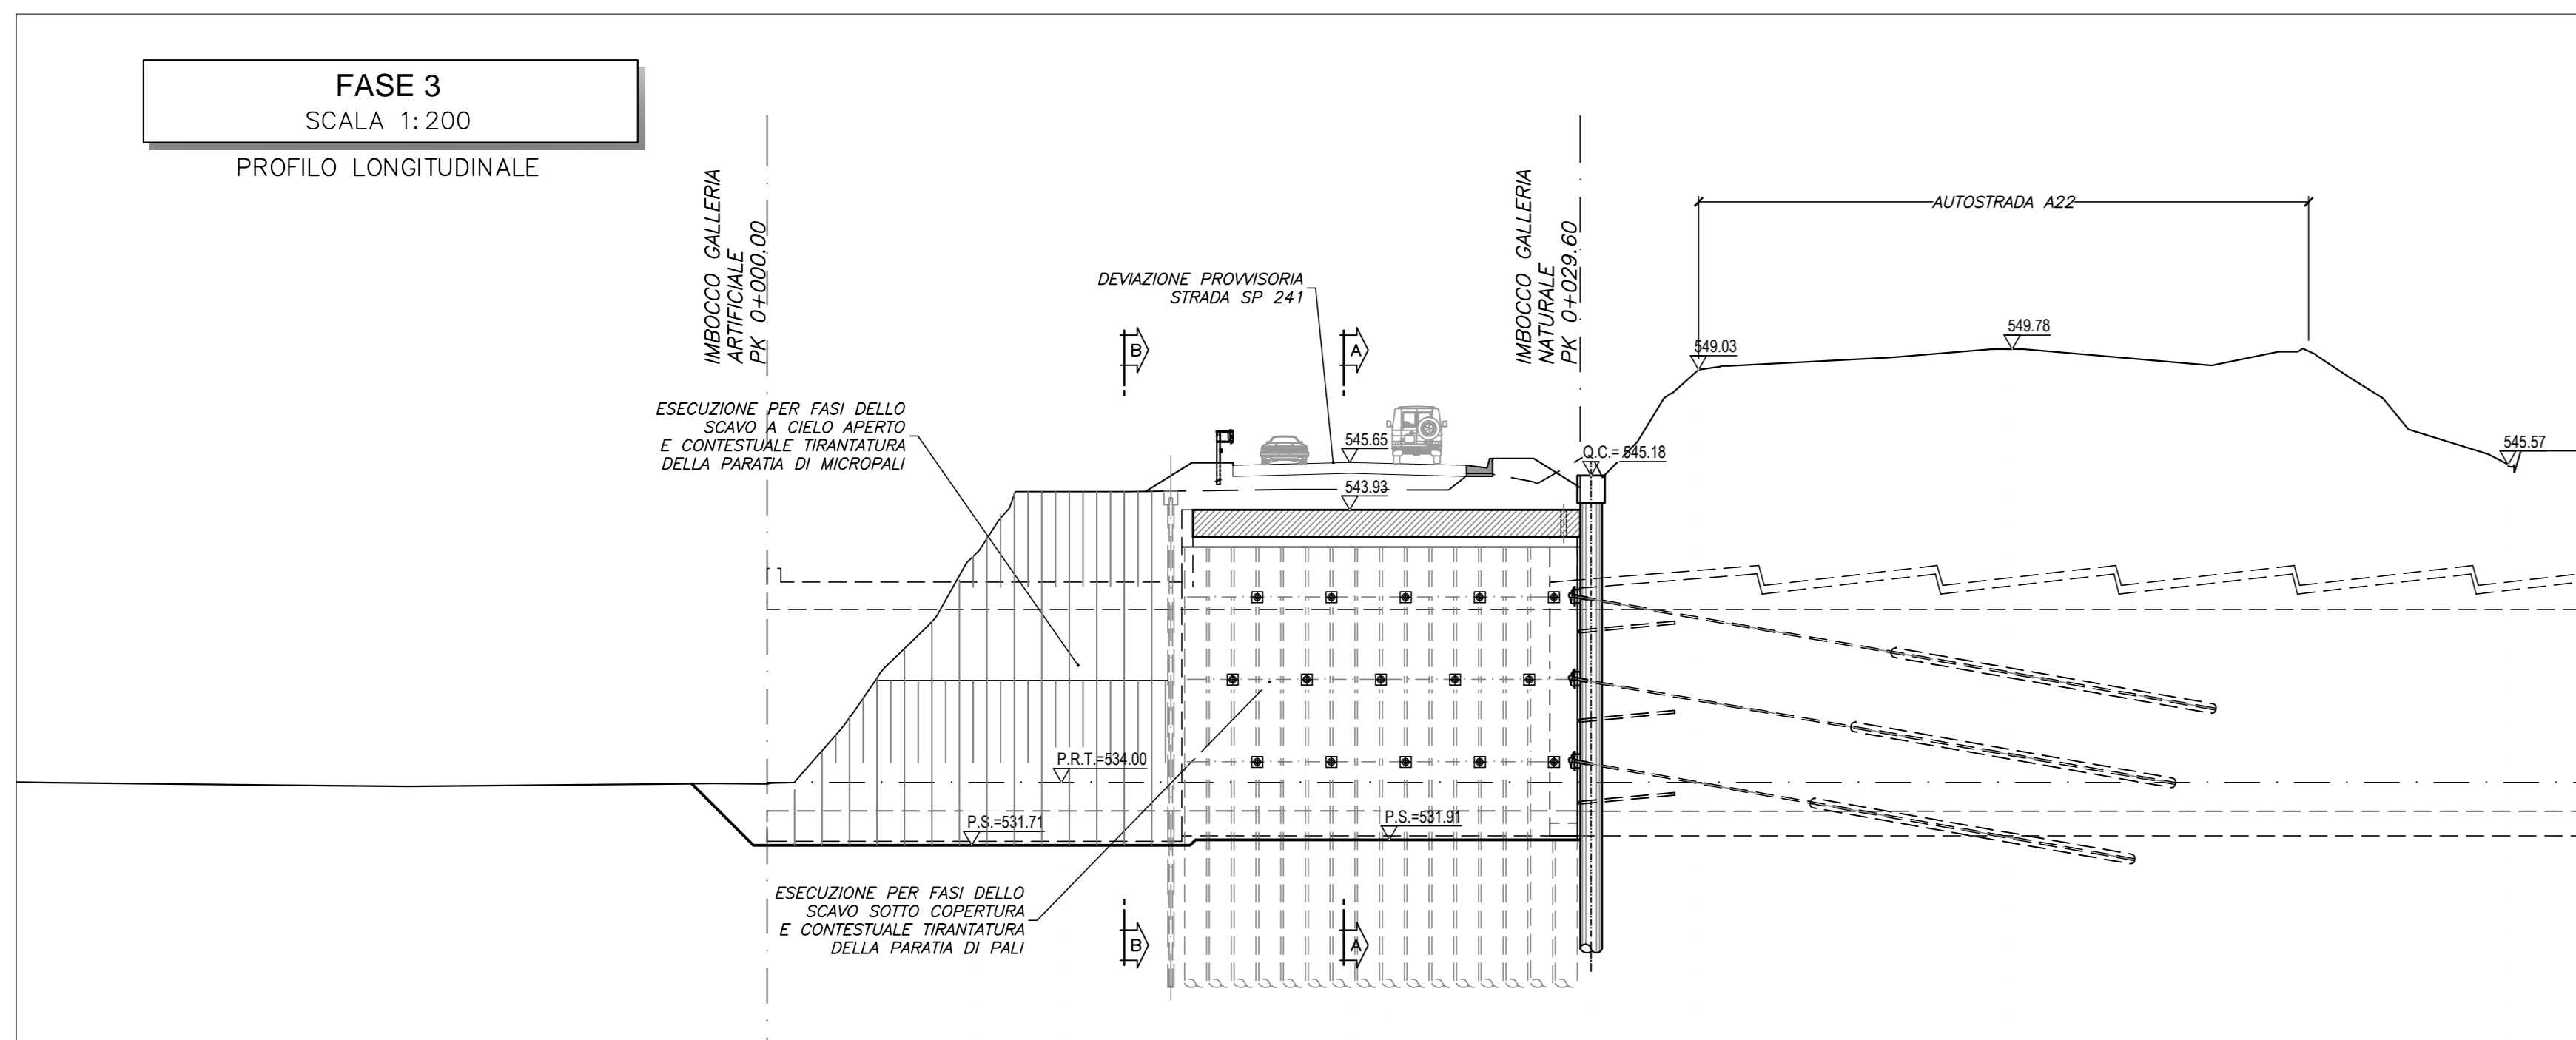 FASE 3
SCALA 1:200
PROFILO LONGITUDINALE
IMBOCCO GALLERIA
ARTIFICIALE
PK 0+000.00
IMBOCCO GALLERIA
NATURALE
PK 0+029.60
AUTOSTRADA A22
DEVIAZIONE PROVVISORIA
STRADA SP 241
B
A
549.03
549.78
ESECUZIONE PER FASI DELLO
SCAVO A CIELO APERTO
E CONTESTUALE TIRANTATURA
DELLA PARATIA DI MICROPALI
545.65
Q.C.= 545.18
545.57
543.93
P.R.T.=534.00
P.S.=531.71
P.S.=531.91
ESECUZIONE PER FASI DELLO
SCAVO SOTTO COPERTURA
E CONTESTUALE TIRANTATURA
DELLA PARATIA DI PALI
B
A